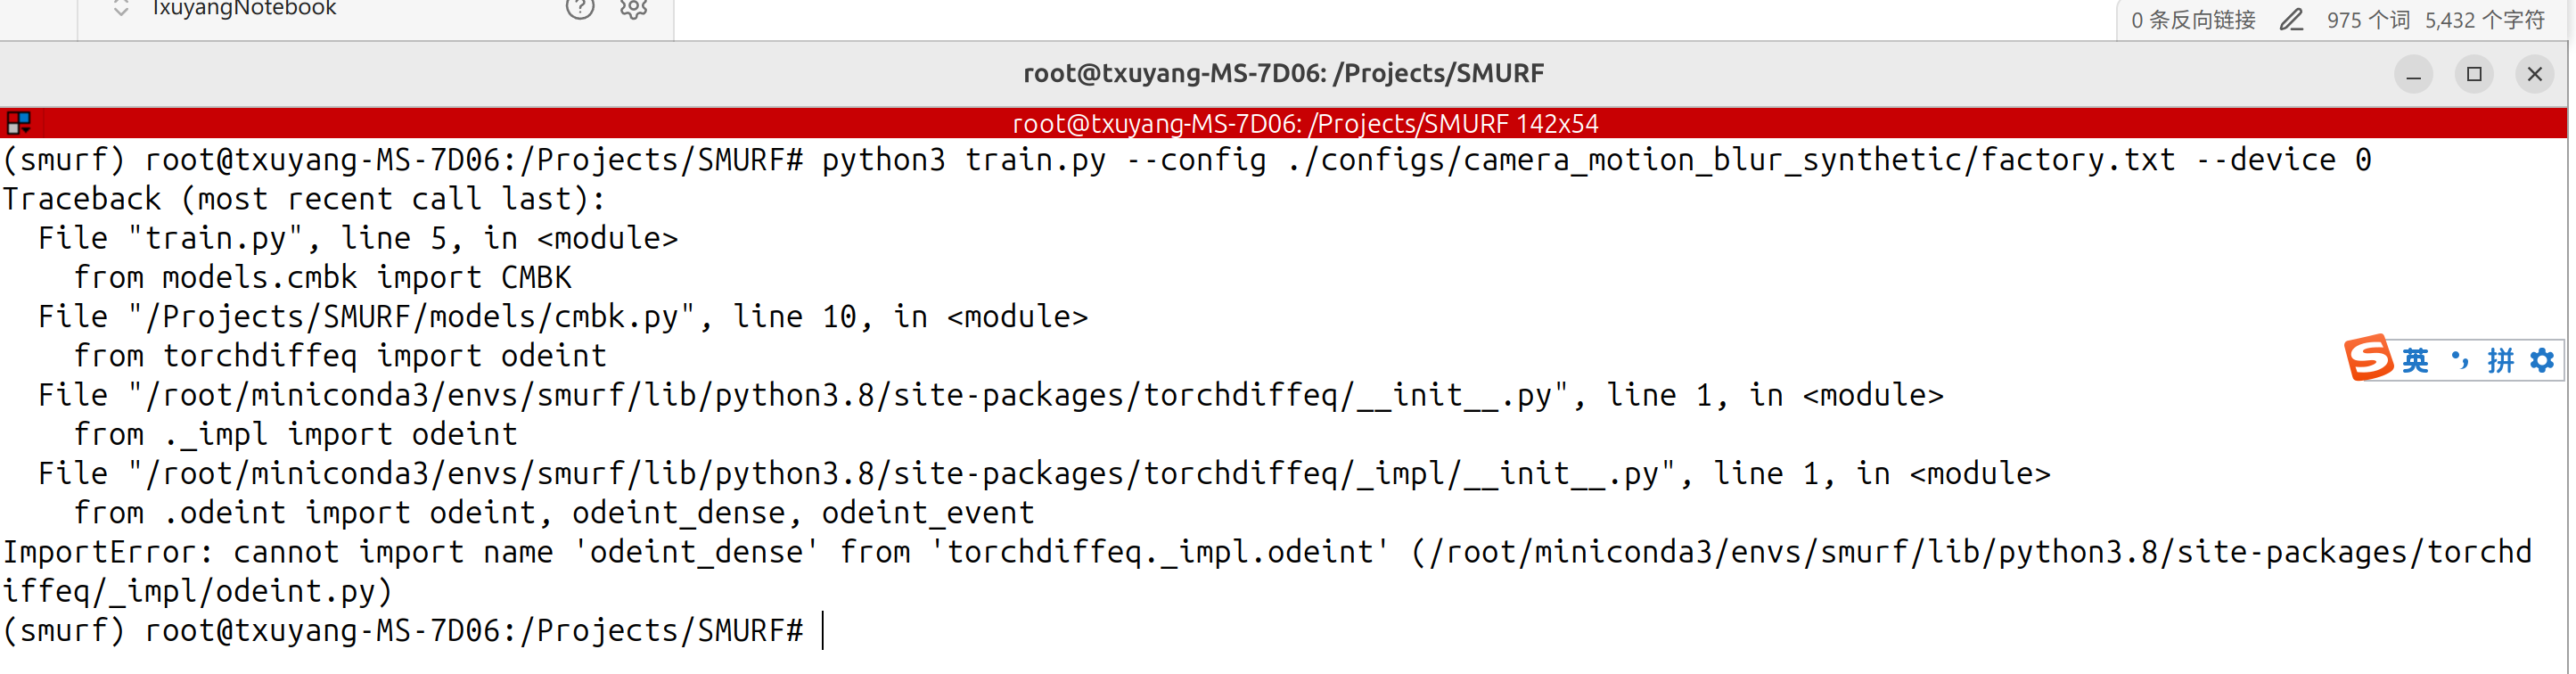 TxuyangNotebook
0 条反向链接 975 个词 5,432 个字符
root@txuyang-MS-7D06: /Projects/SMURF
root@txuyang-MS-7D06: /Projects/SMURF 142x54
(smurf) root@txuyang-MS-7D06:/Projects/SMURF# python3 train.py --config ./configs/camera_motion_blur_synthetic/factory.txt --device 0
Traceback (most recent call last):
  File "train.py", line 5, in <module>
    from models.cmbk import CMBK
  File "/Projects/SMURF/models/cmbk.py", line 10, in <module>
    from torchdiffeq import odeint
  File "/root/miniconda3/envs/smurf/lib/python3.8/site-packages/torchdiffeq/__init__.py", line 1, in <module>
    from ._impl import odeint
  File "/root/miniconda3/envs/smurf/lib/python3.8/site-packages/torchdiffeq/_impl/__init__.py", line 1, in <module>
    from .odeint import odeint, odeint_dense, odeint_event
ImportError: cannot import name 'odeint_dense' from 'torchdiffeq._impl.odeint' (/root/miniconda3/envs/smurf/lib/python3.8/site-packages/torchd
iffeq/_impl/odeint.py)
(smurf) root@txuyang-MS-7D06:/Projects/SMURF#
S 英 拼